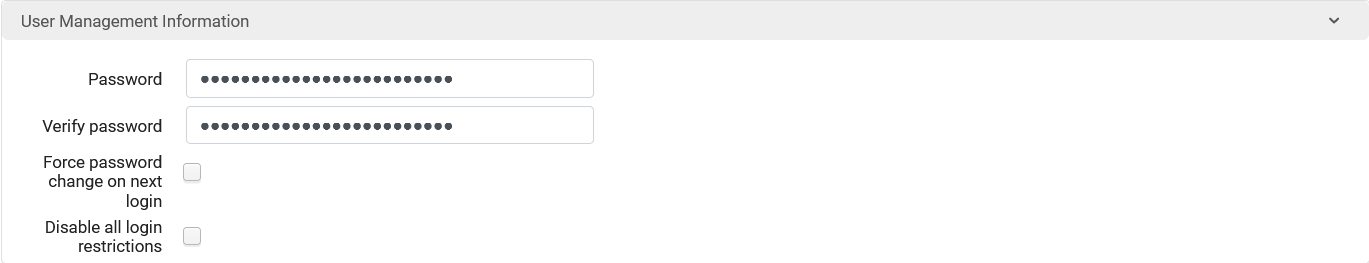 User Management Information
Password
•••••••••••••••••••••••••
Verify password
•••••••••••••••••••••••••
Force password
change on next
login
Disable all login
restrictions